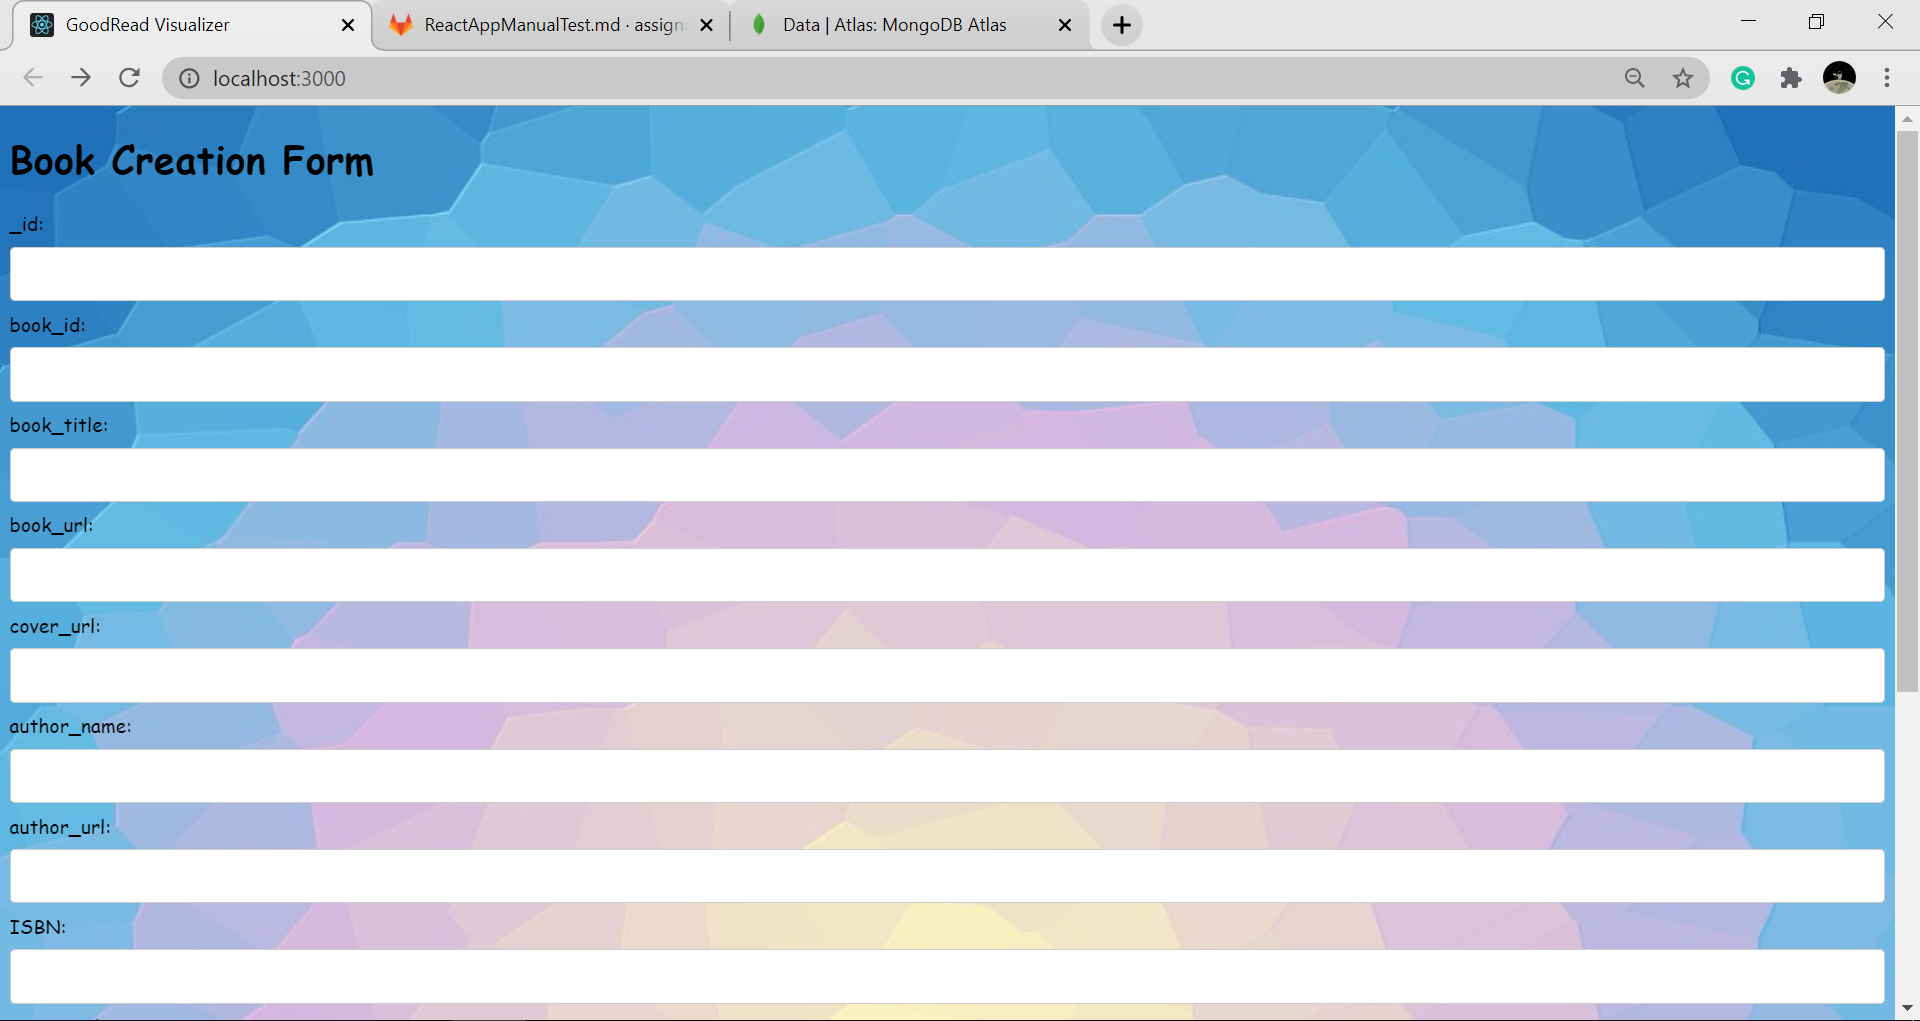 GoodRead Visualizer
ReactAppManualTest.md · assign
Data | Atlas: MongoDB Atlas
localhost:3000
Book Creation Form
_id:
book_id:
book_title:
book_url:
cover_url:
author_name:
author_url:
ISBN: